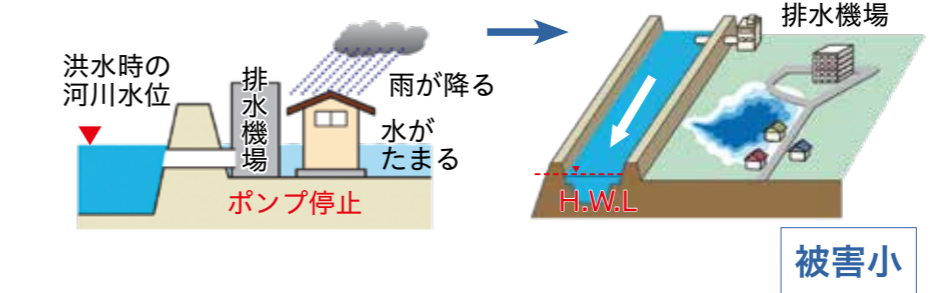 洪水時の
河川水位
排水機場
雨が降る
水が
たまる
ポンプ停止
排水機場
H.W.L
被害小